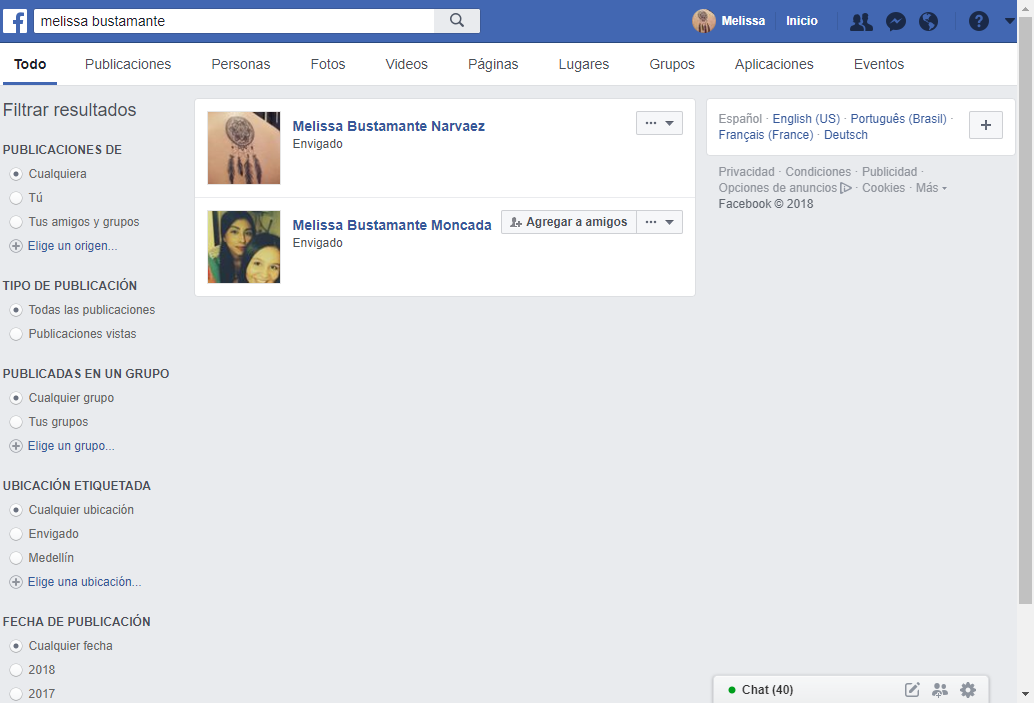 melissa bustamante
Melissa
Inicio
Todo Publicaciones Personas Fotos Videos Páginas Lugares Grupos Aplicaciones Eventos
Filtrar resultados
PUBLICACIONES DE
Cualquiera
Tú
Tus amigos y grupos
Elige un origen...
TIPO DE PUBLICACIÓN
Todas las publicaciones
Publicaciones vistas
PUBLICADAS EN UN GRUPO
Cualquier grupo
Tus grupos
Elige un grupo...
UBICACIÓN ETIQUETADA
Cualquier ubicación
Envigado
Medellín
Elige una ubicación...
FECHA DE PUBLICACIÓN
Cualquier fecha
2018
2017
Melissa Bustamante Narvaez
Envigado
Melissa Bustamante Moncada
Agregar a amigos
Envigado
Español · English (US) · Português (Brasil) ·
Français (France) · Deutsch
Privacidad · Condiciones · Publicidad ·
Opciones de anuncios · Cookies · Más
Facebook © 2018
Chat (40)